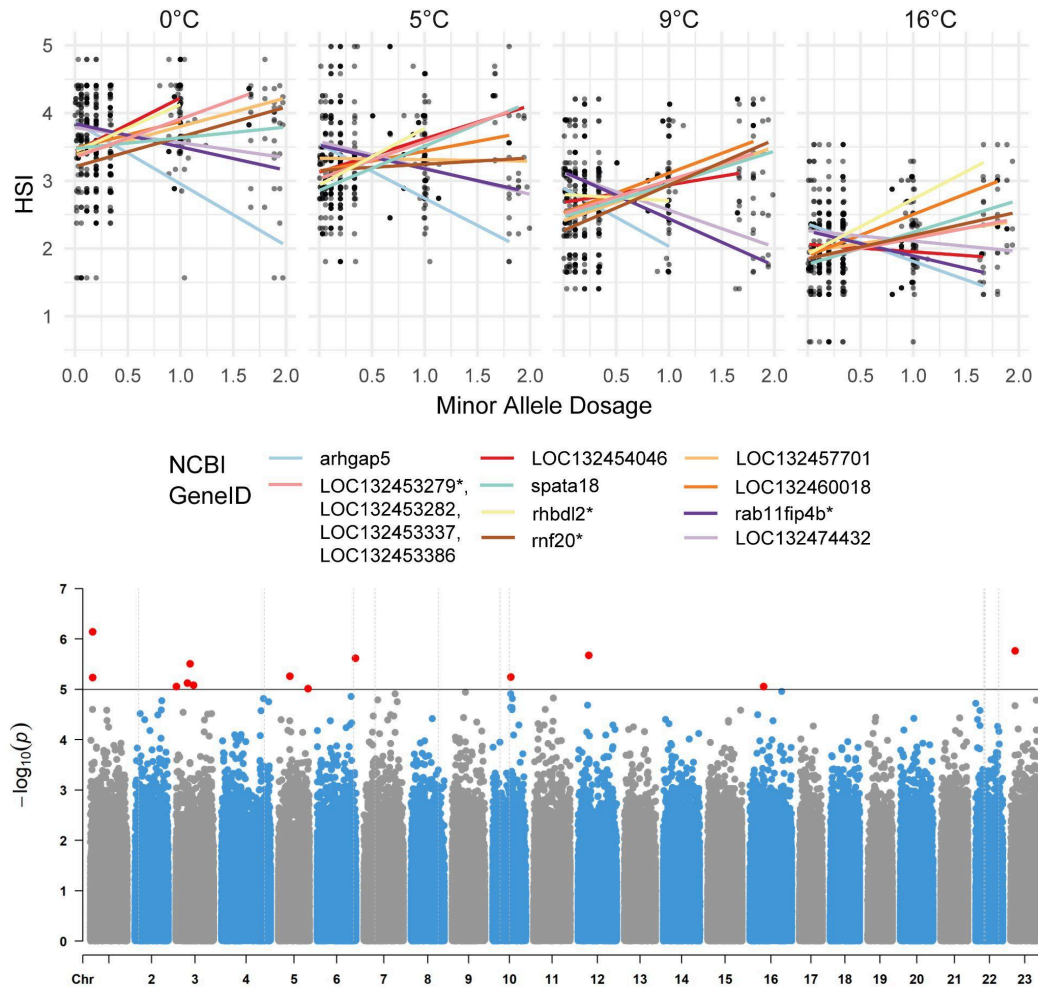 0°C 5°C 9°C 16°C
5
4
3
2
1
HSI
0.0 0.5 1.0 1.5 2.0 0.5 1.0 1.5 2.0 0.5 1.0 1.5 2.0 0.5 1.0 1.5 2.0
Minor Allele Dosage
NCBI
GeneID
arhgap5
LOC132453279*,
LOC132453282,
LOC132453337,
LOC132453386
LOC132454046
spata18
rhbdl2*
rnf20*
LOC132457701
LOC132460018
rab11fip4b*
LOC132474432
7
6
5
4
3
2
1
0
−log10(p)
Chr 2 3 4 5 6 7 8 9 10 11 12 13 14 15 16 17 18 19 20 21 22 23